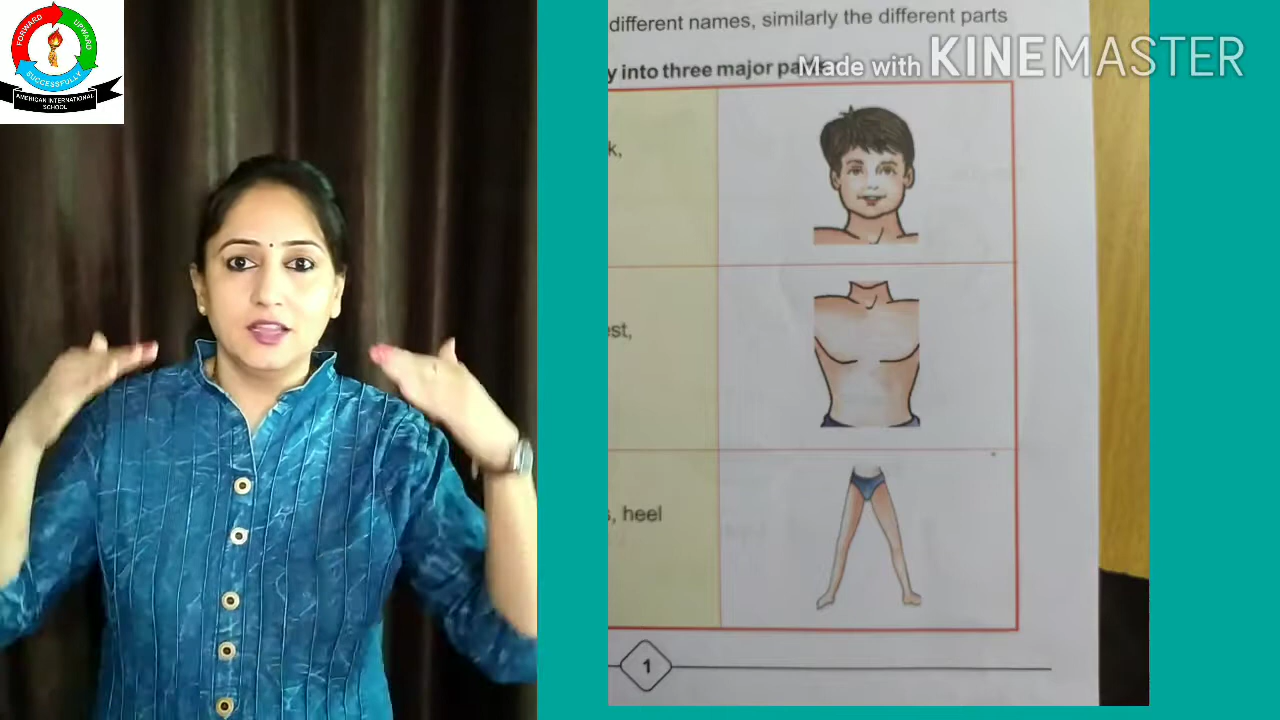 FORWARD
UPWARD
SUCCESSFULLY
AMERICAN INTERNATIONAL
SCHOOL
different names, similarly the different parts
y into three major
Made with KINEMASTER
k,
est,
s, heel
1